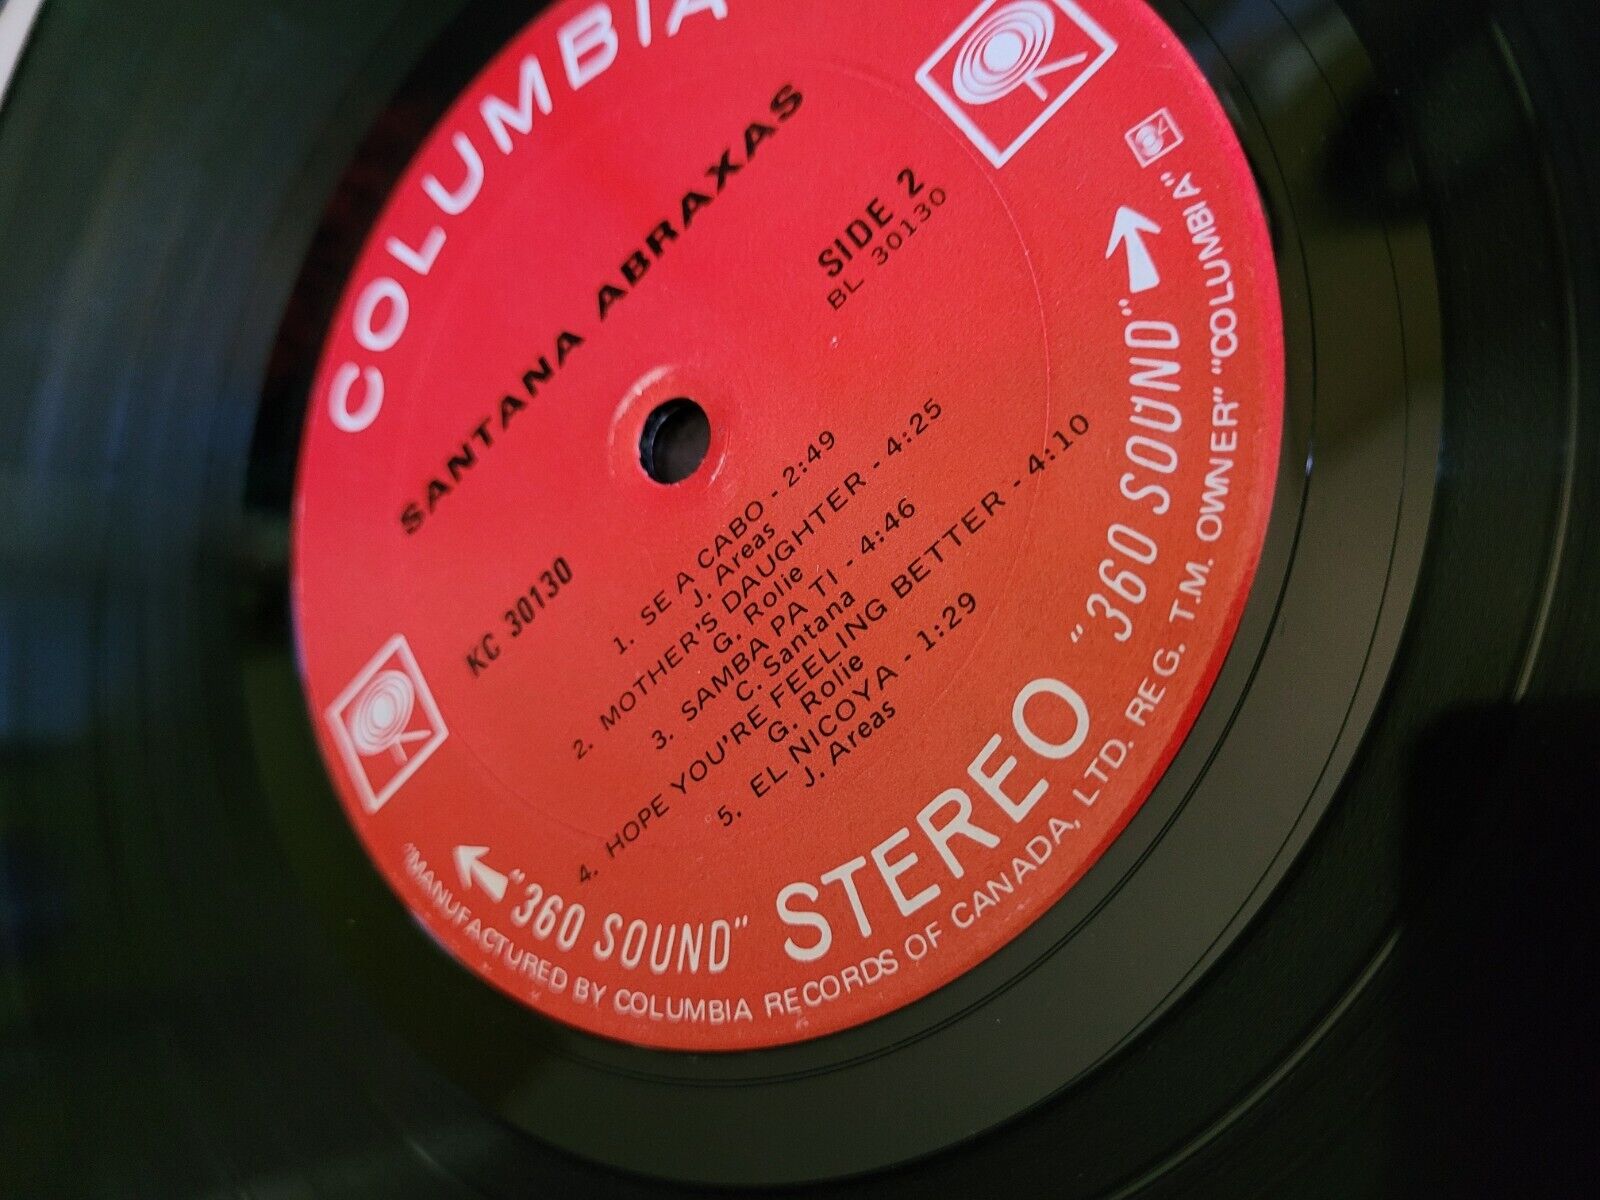 COLUMBIA
SANTANA ABRAXAS
SIDE 2
BL 30130
KC 30130
1. SE A CABO - 2:49
J. Areas
2. MOTHER'S DAUGHTER - 4:25
G. Rolie
3. SAMBA PA TI - 4:46
C. Santana
4. HOPE YOU'RE FEELING BETTER - 4:10
G. Rolie
5. EL NICOYA - 1:29
J. Areas
"360 SOUND" STEREO "360 SOUND"
"MANUFACTURED BY COLUMBIA RECORDS OF CANADA, LTD. REG. T.M. OWNER" "COLUMBIA"